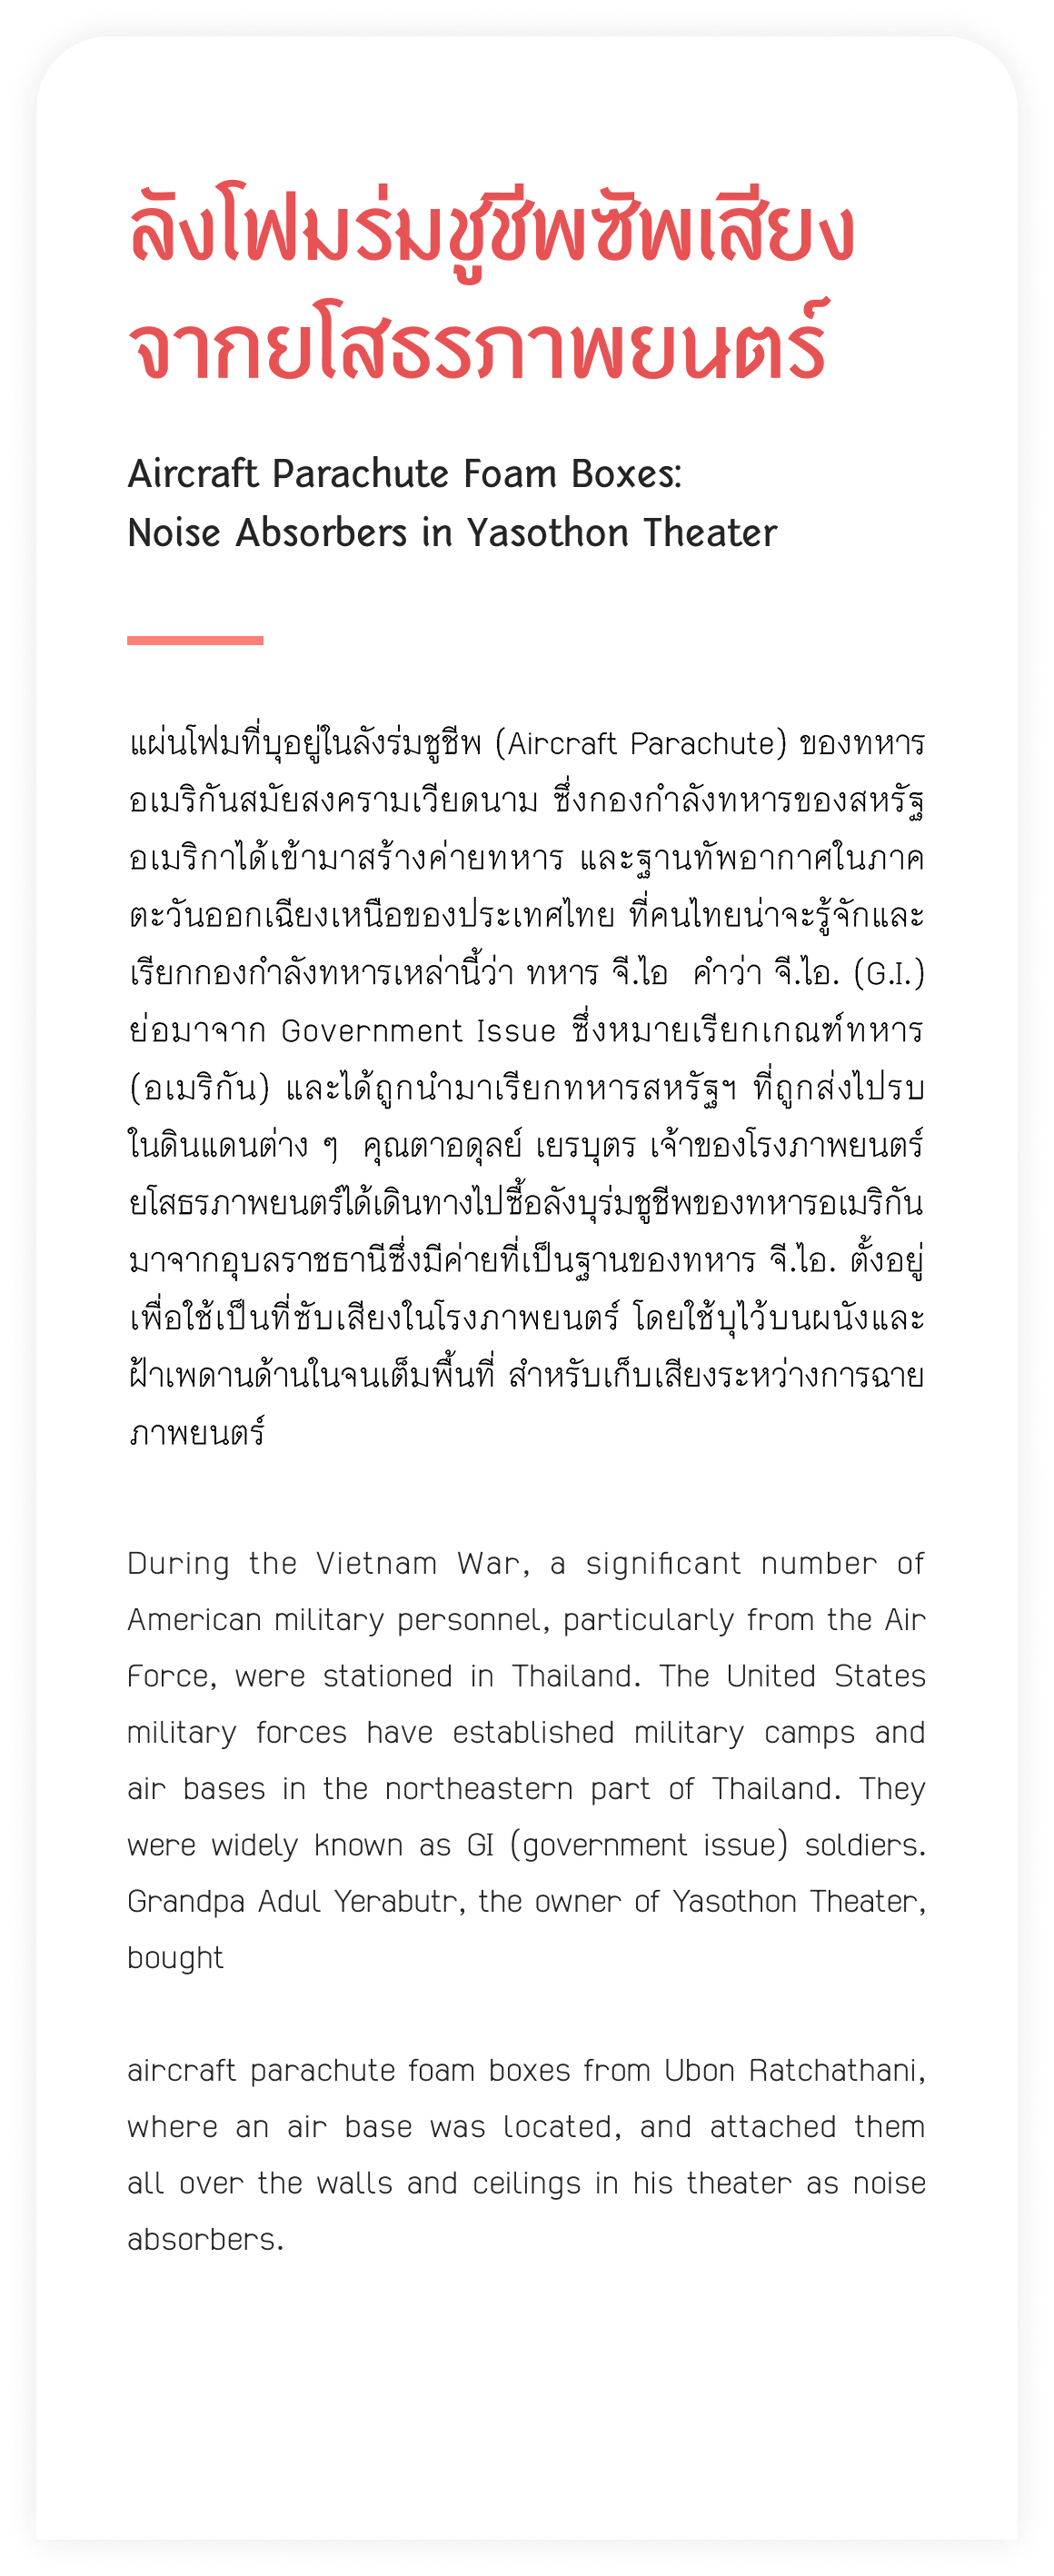 ลังโฟมร่มชูชีพซัพเสียง
จากยโสธรภาพยนตร์
Aircraft Parachute Foam Boxes:
Noise Absorbers in Yasothon Theater
แผ่นโฟมที่บุอยู่ในลังร่มชูชีพ (Aircraft Parachute) ของทหาร
อเมริกันสมัยสงครามเวียดนาม ซึ่งกองกำลังทหารของสหรัฐ
อเมริกาได้เข้ามาสร้างค่ายทหาร และฐานทัพอากาศในภาค
ตะวันออกเฉียงเหนือของประเทศไทย ที่คนไทยน่าจะรู้จักและ
เรียกกองกำลังทหารเหล่านี้ว่า ทหาร จี.ไอ  คำว่า จี.ไอ. (G.I.)
ย่อมาจาก Government Issue ซึ่งหมายเรียกเกณฑ์ทหาร
(อเมริกัน) และได้ถูกนำมาเรียกทหารสหรัฐฯ ที่ถูกส่งไปรบ
ในดินแดนต่าง ๆ  คุณตาอดุลย์ เยรบุตร เจ้าของโรงภาพยนตร์
ยโสธรภาพยนตร์ได้เดินทางไปซื้อลังบุร่มชูชีพของทหารอเมริกัน
มาจากอุบลราชธานีซึ่งมีค่ายที่เป็นฐานของทหาร จี.ไอ. ตั้งอยู่
เพื่อใช้เป็นที่ซับเสียงในโรงภาพยนตร์ โดยใช้บุไว้บนผนังและ
ฝ้าเพดานด้านในจนเต็มพื้นที่ สำหรับเก็บเสียงระหว่างการฉาย
ภาพยนตร์
During the Vietnam War, a significant number of
American military personnel, particularly from the Air
Force, were stationed in Thailand. The United States
military forces have established military camps and
air bases in the northeastern part of Thailand. They
were widely known as GI (government issue) soldiers.
Grandpa Adul Yerabutr, the owner of Yasothon Theater,
bought
aircraft parachute foam boxes from Ubon Ratchathani,
where an air base was located, and attached them
all over the walls and ceilings in his theater as noise
absorbers.